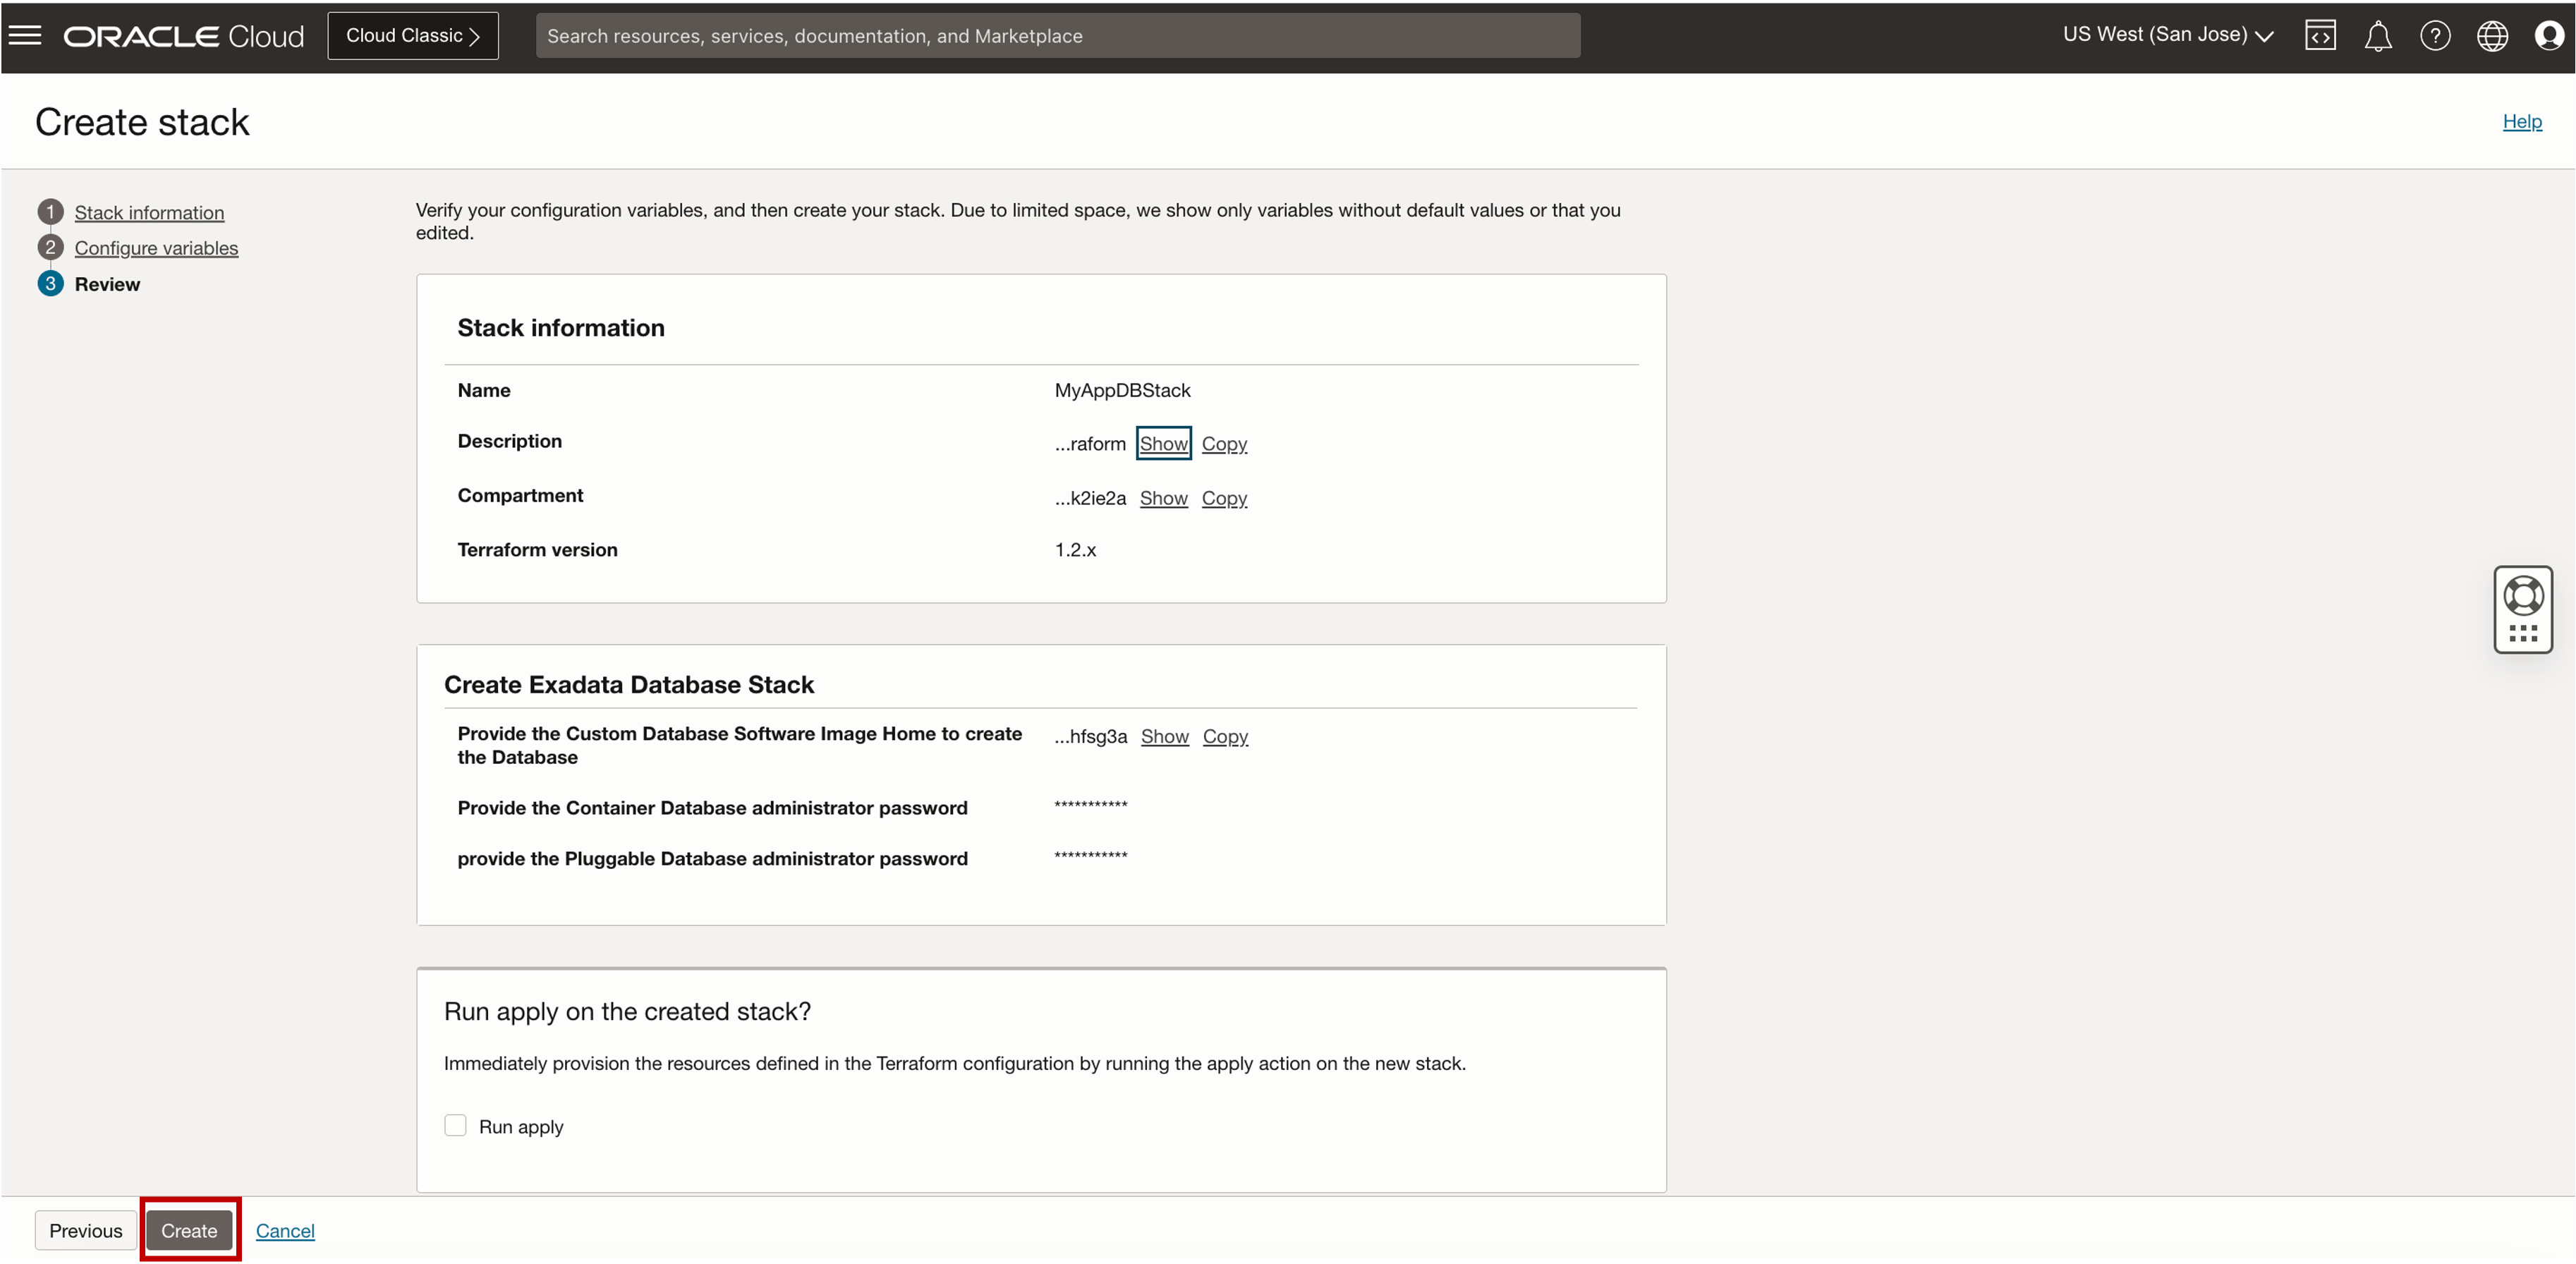 ORACLE Cloud
Cloud Classic
Search resources, services, documentation, and Marketplace
US West (San Jose)
Create stack
Help
1 Stack information
2 Configure variables
3 Review
Verify your configuration variables, and then create your stack. Due to limited space, we show only variables without default values or that you
edited.
Stack information
Name MyAppDBStack
Description ...raform Show Copy
Compartment ...k2ie2a Show Copy
Terraform version 1.2.x
Create Exadata Database Stack
Provide the Custom Database Software Image Home to create ...hfsg3a Show Copy
the Database
Provide the Container Database administrator password ***********
provide the Pluggable Database administrator password ***********
Run apply on the created stack?
Immediately provision the resources defined in the Terraform configuration by running the apply action on the new stack.
Run apply
Previous Create Cancel